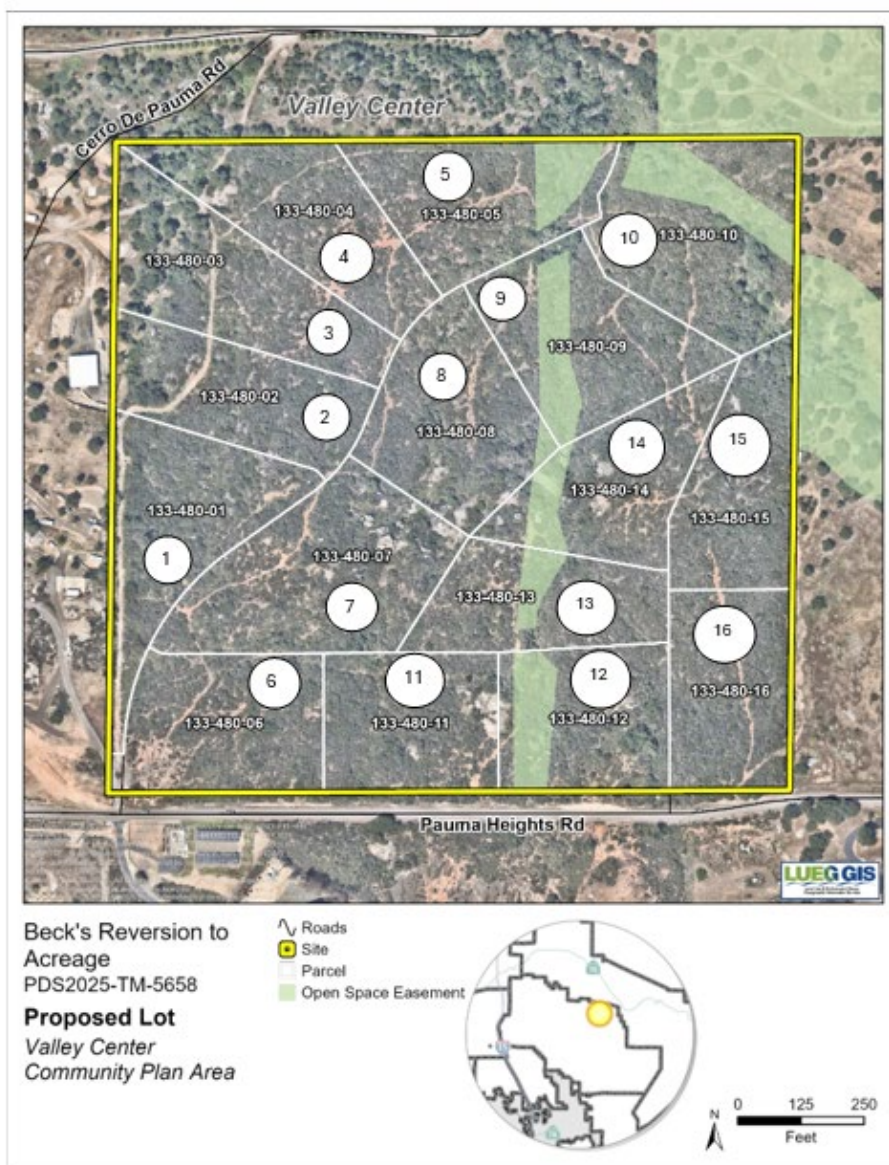 Cerro De Pauma Rd
Valley Center
5
133-480-04
133-480-05
10
133-480-10
4
133-480-03
9
3
133-480-09
8
133-480-02
2
133-480-08
14
15
133-480-14
133-480-01
133-480-15
1
133-480-07
7
133-480-13
13
16
6
11
12
133-480-16
133-480-06
133-480-11
133-480-12
Pauma Heights Rd
LUEG GIS
Beck's Reversion to
Acreage
PDS2025-TM-5658
Proposed Lot
Valley Center
Community Plan Area
Roads
Site
Parcel
Open Space Easement
N
0 125 250
Feet